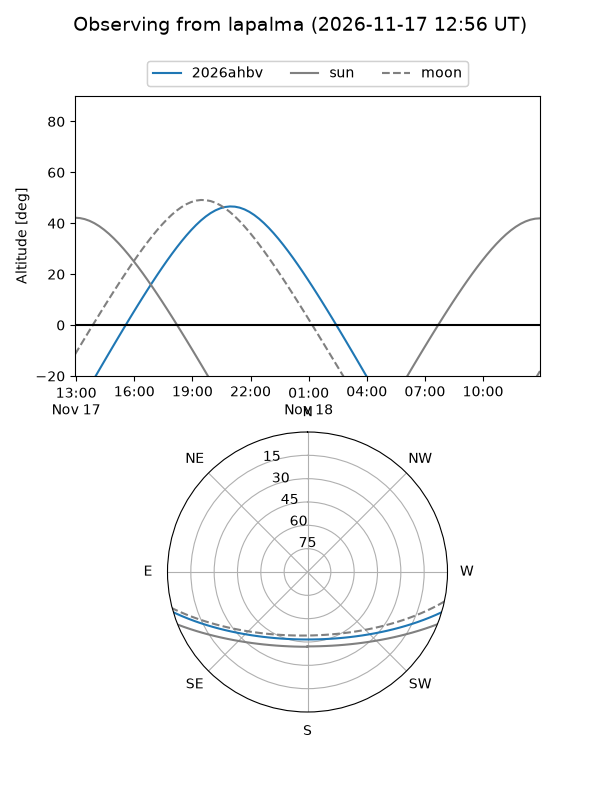 Observing from lapalma (2026-11-17 12:56 UT)
2026ahbv
sun
moon
Altitude [deg]
80
60
40
20
0
−20
13:00
16:00
19:00
22:00
01:00
04:00
07:00
10:00
Nov 17
Nov 18
N
NE
NW
15
30
45
60
75
E
W
SE
SW
S